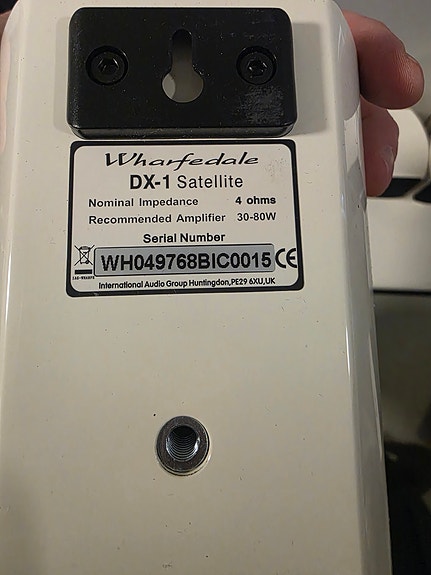 Wharfedale
DX-1 Satellite
Nominal Impedance 4 ohms
Recommended Amplifier 30-80W
Serial Number
WH049768BIC0015 CE
International Audio Group Huntingdon,PE29 6XU,UK